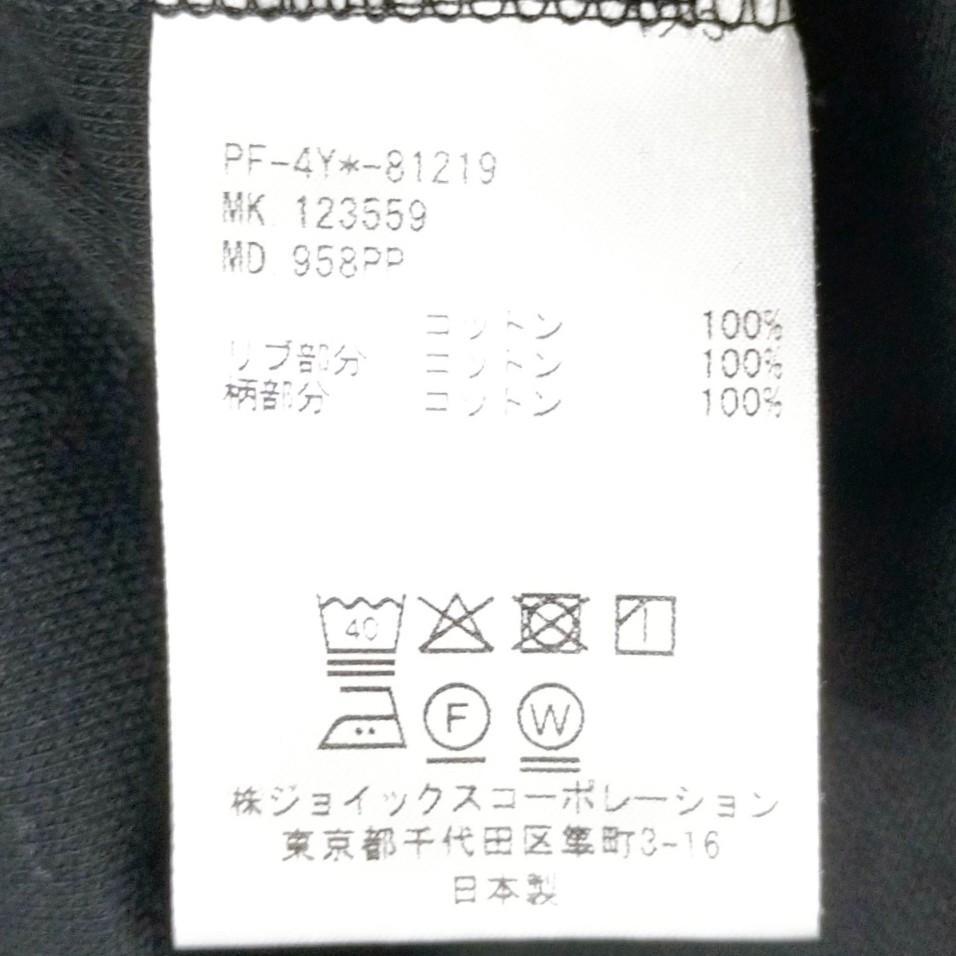 PF-4Y*-81219
MK 123559
MD 958PP
コットン 100%
リブ部分 コットン 100%
柄部分 コットン 100%
40
F W
株ジョイックスコーポレーション
東京都千代田区隼町3-16
日本製